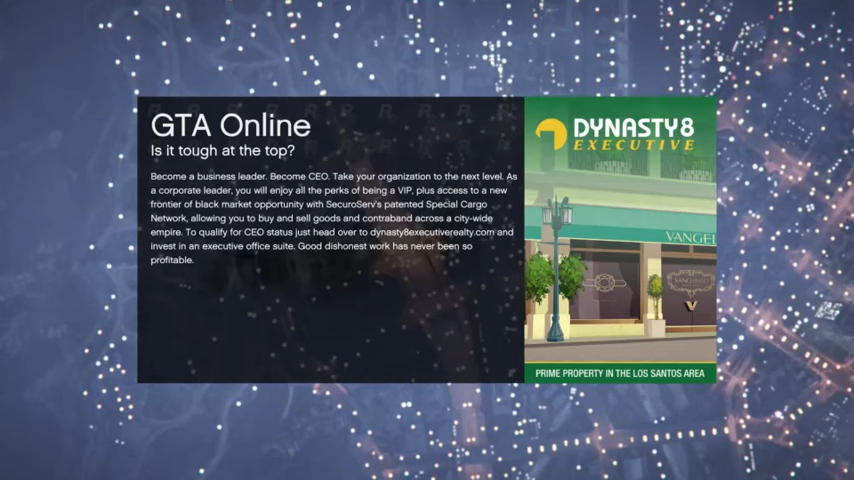 GTA Online
Is it tough at the top?
Become a business leader. Become CEO. Take your organization to the next level. As
a corporate leader, you will enjoy all the perks of being a VIP, plus access to a new
frontier of black market opportunity with SecuroServ's patented Special Cargo
Network, allowing you to buy and sell goods and contraband across a city-wide
empire. To qualify for CEO status just head over to dynasty8executiverealty.com and
invest in an executive office suite. Good dishonest work has never been so
profitable.
DYNASTY8
EXECUTIVE
VANGEL
PRIME PROPERTY IN THE LOS SANTOS AREA